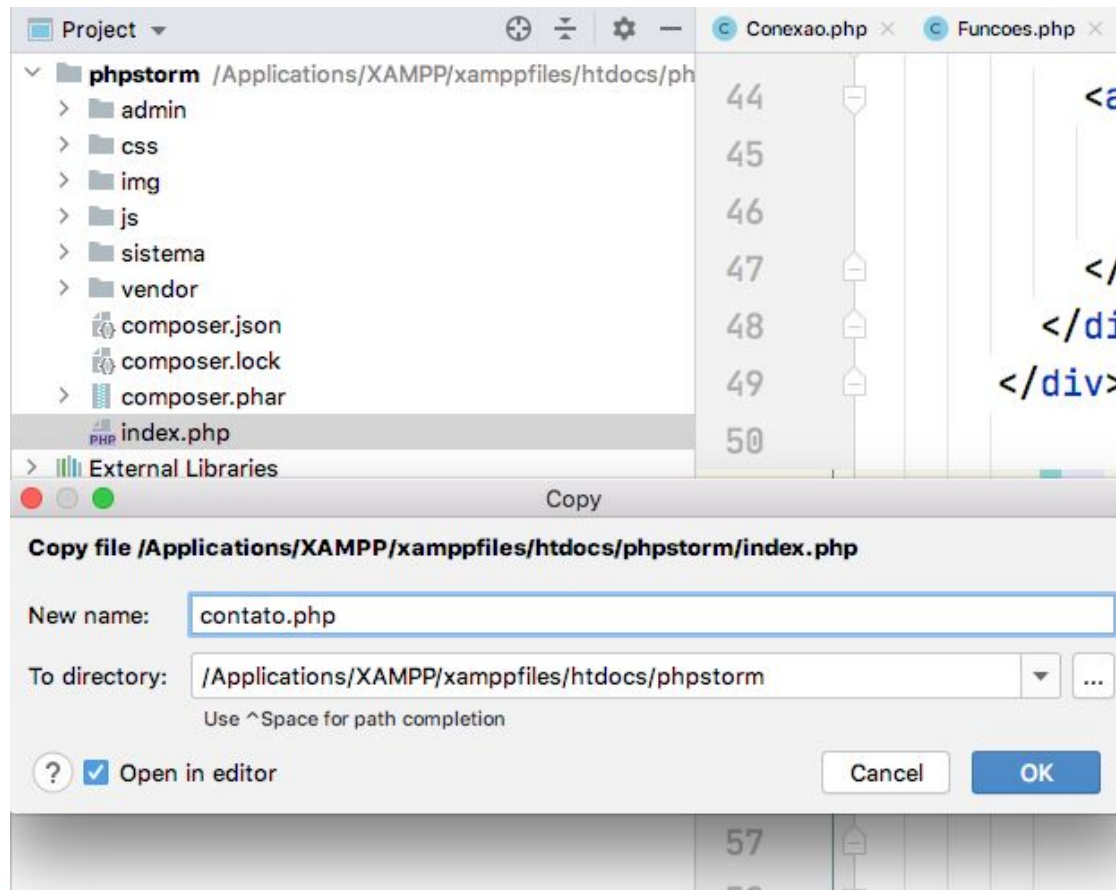 Project
Conexao.php
Funcoes.php
phpstorm /Applications/XAMPP/xamppfiles/htdocs/ph
admin
css
img
js
sistema
vendor
composer.json
composer.lock
composer.phar
PHP index.php
External Libraries
44 <a
45
46
47 </
48 </di
49 </div>
50
Copy
Copy file /Applications/XAMPP/xamppfiles/htdocs/phpstorm/index.php
New name: contato.php
To directory: /Applications/XAMPP/xamppfiles/htdocs/phpstorm ...
Use ^Space for path completion
? Open in editor
Cancel OK
57